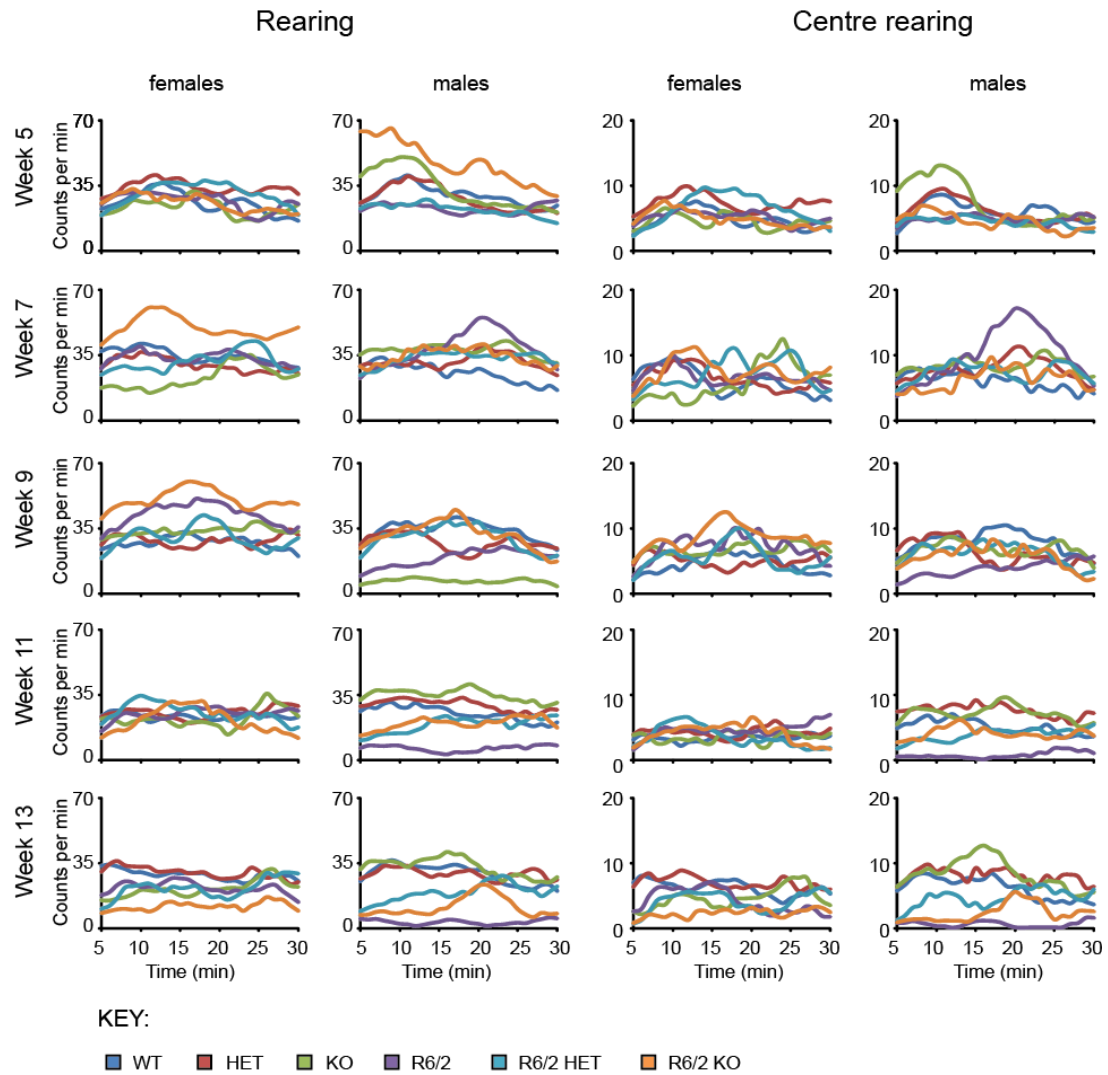 Rearing Centre rearing
females males females males
Week 5
Counts per min
70 70 20 20
35 35 10 10
0 0 0 0
Week 7
Counts per min
70 70 20 20
35 35 10 10
0 0 0 0
Week 9
Counts per min
70 70 20 20
35 35 10 10
0 0 0 0
Week 11
Counts per min
70 70 20 20
35 35 10 10
0 0 0 0
Week 13
Counts per min
70 70 20 20
35 35 10 10
0 0 0 0
5 10 15 20 25 30 5 10 15 20 25 30 5 10 15 20 25 30 5 10 15 20 25 30
Time (min) Time (min) Time (min) Time (min)
KEY:
WT HET KO R6/2 R6/2 HET R6/2 KO